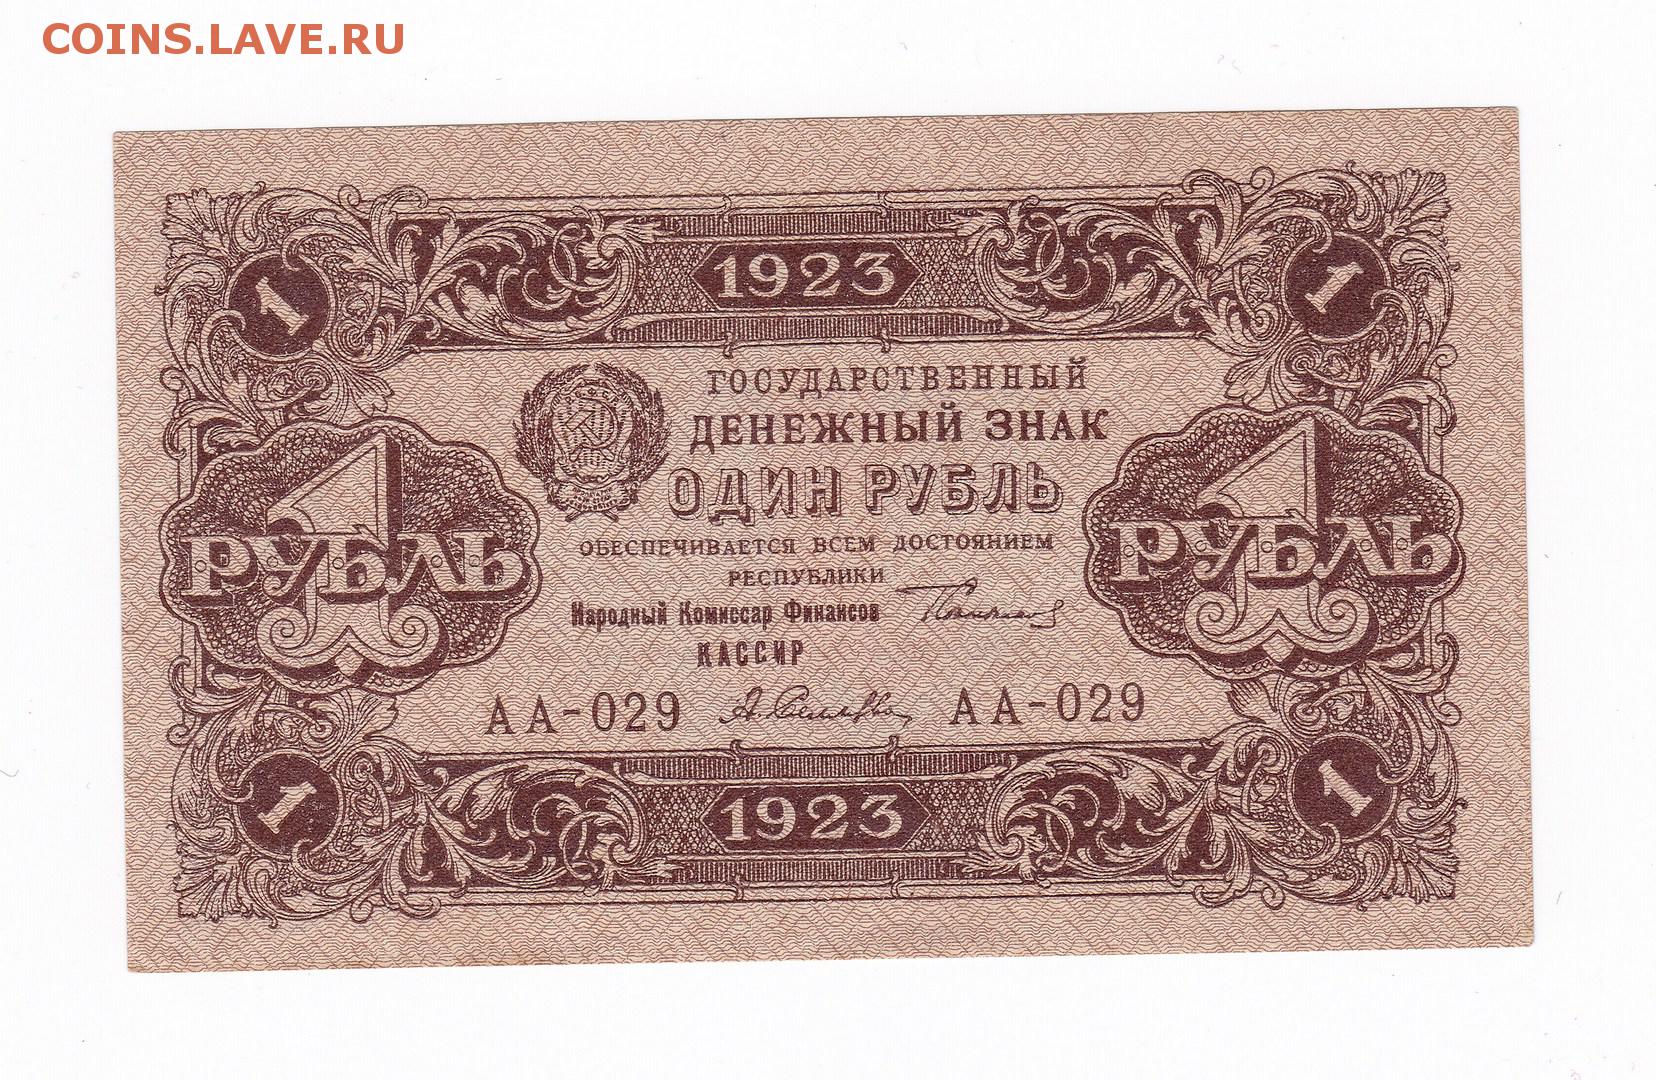 COINS.LAVE.RU
1923
1
1
ГОСУДАРСТВЕННЫЙ
ДЕНЕЖНЫЙ ЗНАК
ОДИН РУБЛЬ
1 РУБЛЬ
1 РУБЛЬ
ОБЕСПЕЧИВАЕТСЯ ВСЕМ ДОСТОЯНИЕМ
РЕСПУБЛИКИ
Народный Комиссар Финансов
КАССИР
АА-029 АА-029
1
1
1923